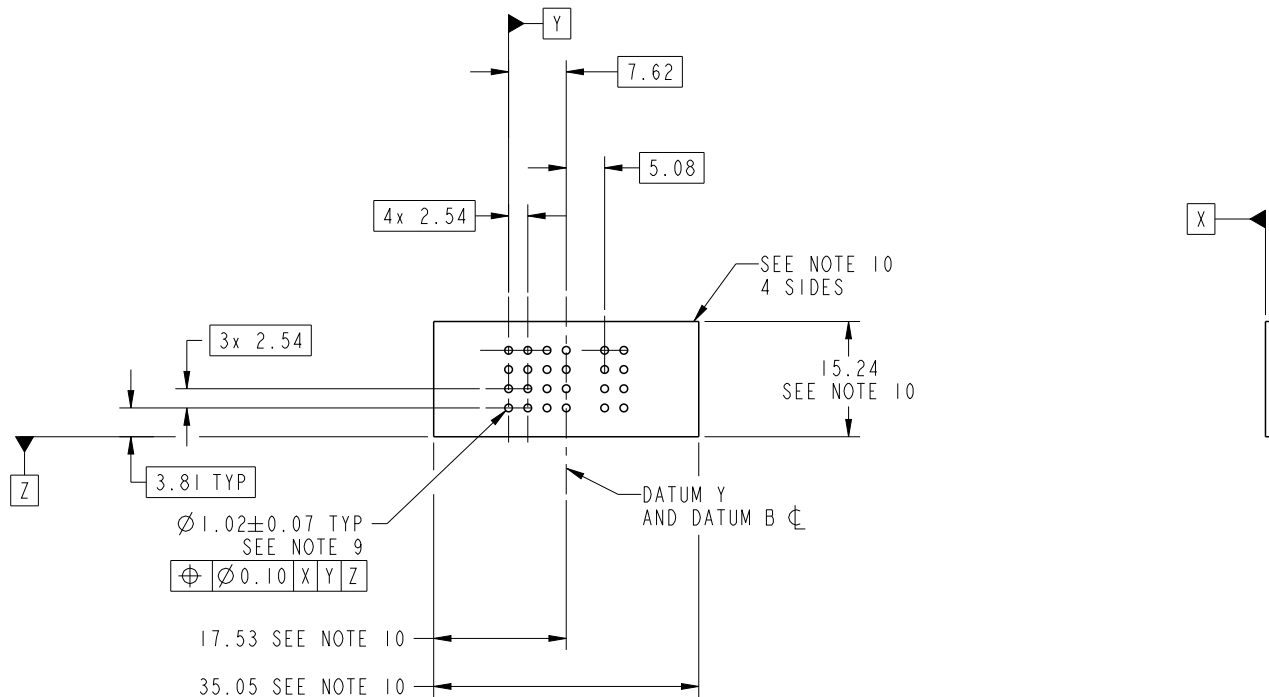 Y
7.62
5.08
4x 2.54
X
SEE NOTE 10
4 SIDES
3x 2.54
15.24
SEE NOTE 10
3.81 TYP
Z
DATUM Y
AND DATUM B ℄
⌀1.02±0.07 TYP
SEE NOTE 9
⌖ ⌀0.10 X Y Z
17.53 SEE NOTE 10
35.05 SEE NOTE 10